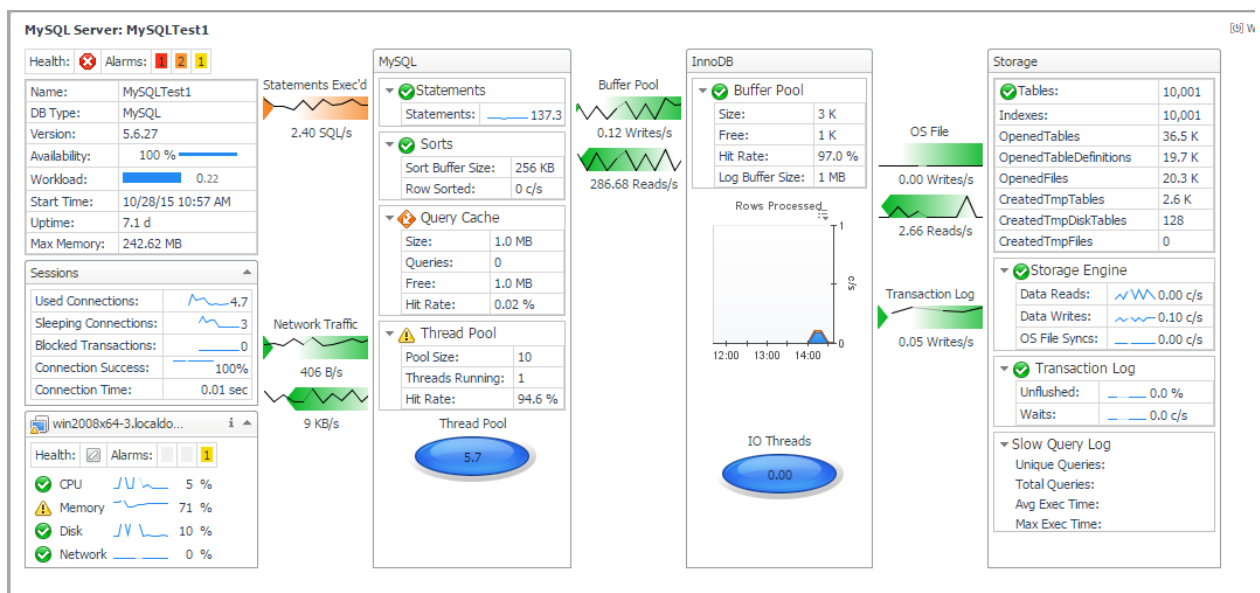 MySQL Server: MySQLTest1
Health: Alarms: 1 2 1
Name: MySQLTest1
DB Type: MySQL
Version: 5.6.27
Availability: 100 %
Workload: 0.22
Start Time: 10/28/15 10:57 AM
Uptime: 7.1 d
Max Memory: 242.62 MB
Sessions
Used Connections: 4.7
Sleeping Connections: 3
Blocked Transactions: 0
Connection Success: 100%
Connection Time: 0.01 sec
win2008x64-3.localdo... i
Health: Alarms: 1
CPU 5 %
Memory 71 %
Disk 10 %
Network 0 %
Statements Exec'd
2.40 SQL/s
Network Traffic
406 B/s
9 KB/s
MySQL
Statements
Statements: 137.3
Sorts
Sort Buffer Size: 256 KB
Row Sorted: 0 c/s
Query Cache
Size: 1.0 MB
Queries: 0
Free: 1.0 MB
Hit Rate: 0.02 %
Thread Pool
Pool Size: 10
Threads Running: 1
Hit Rate: 94.6 %
Thread Pool
5.7
Buffer Pool
0.12 Writes/s
286.68 Reads/s
InnoDB
Buffer Pool
Size: 3 K
Free: 1 K
Hit Rate: 97.0 %
Log Buffer Size: 1 MB
Rows Processed
1
c/s
0
12:00 13:00 14:00
IO Threads
0.00
OS File
0.00 Writes/s
2.66 Reads/s
Transaction Log
0.05 Writes/s
W
Storage
Tables: 10,001
Indexes: 10,001
OpenedTables 36.5 K
OpenedTableDefinitions 19.7 K
OpenedFiles 20.3 K
CreatedTmpTables 2.6 K
CreatedTmpDiskTables 128
CreatedTmpFiles 0
Storage Engine
Data Reads: 0.00 c/s
Data Writes: 0.10 c/s
OS File Syncs: 0.00 c/s
Transaction Log
Unflushed: 0.0 %
Waits: 0.0 c/s
Slow Query Log
Unique Queries:
Total Queries:
Avg Exec Time:
Max Exec Time: